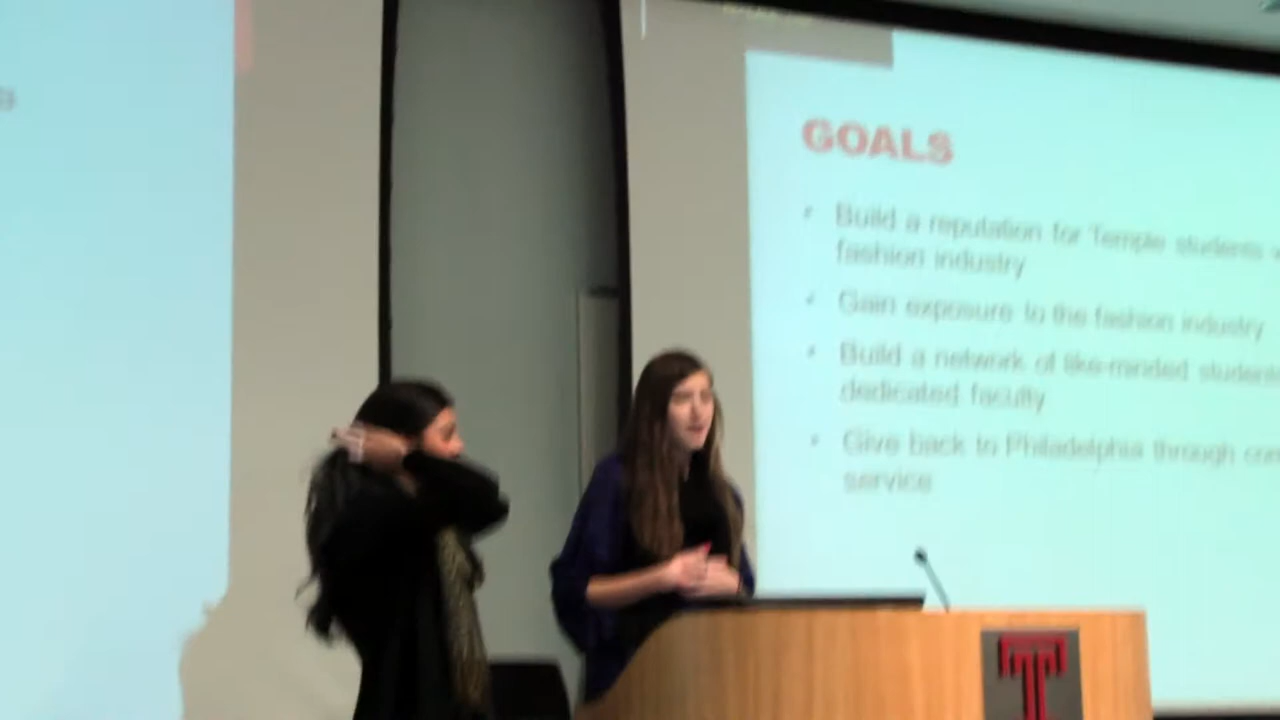 GOALS
• Build a reputation for Temple students
fashion industry
• Gain exposure to the fashion industry
• Build a network of like-minded students
dedicated faculty
• Give back to Philadelphia through
service
T